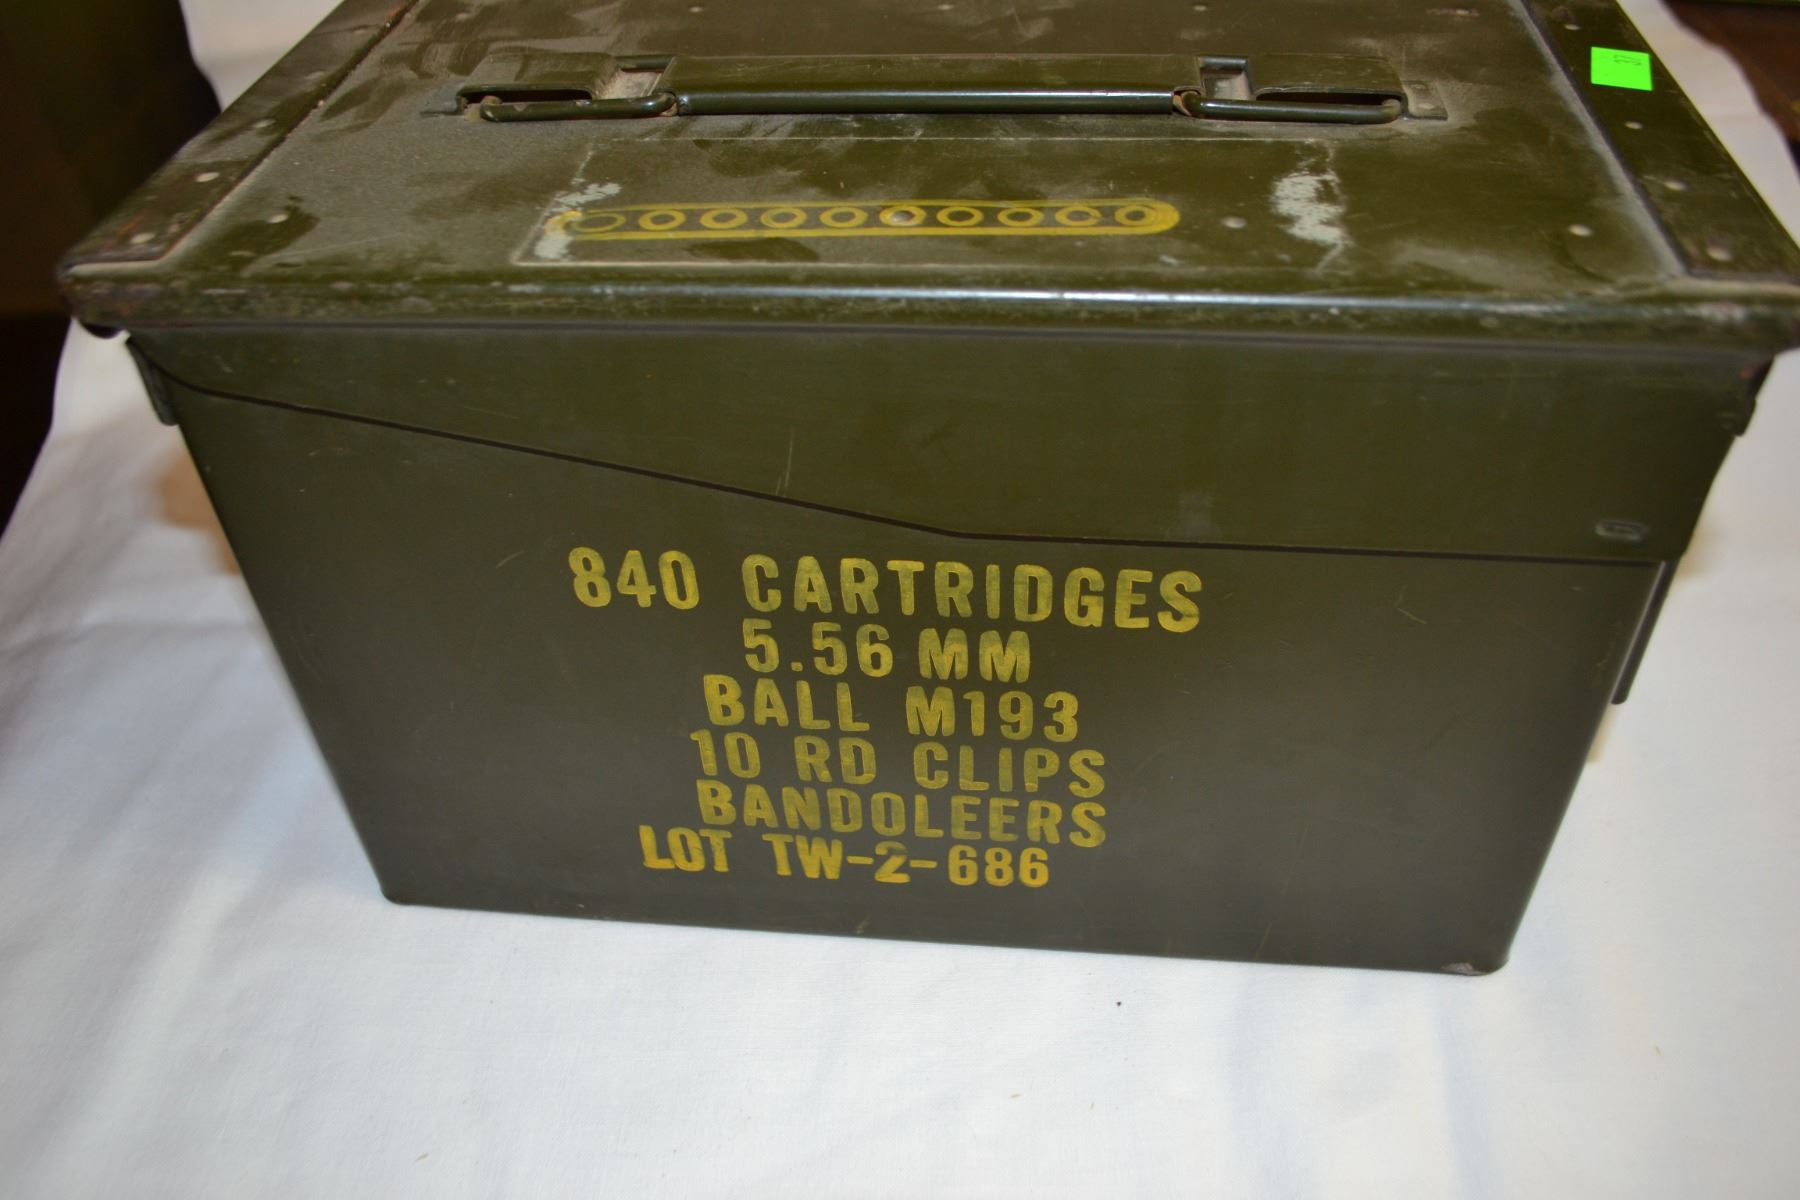 840 CARTRIDGES
5.56 MM
BALL M193
10 RD CLIPS
BANDOLEERS
LOT TW-2-686